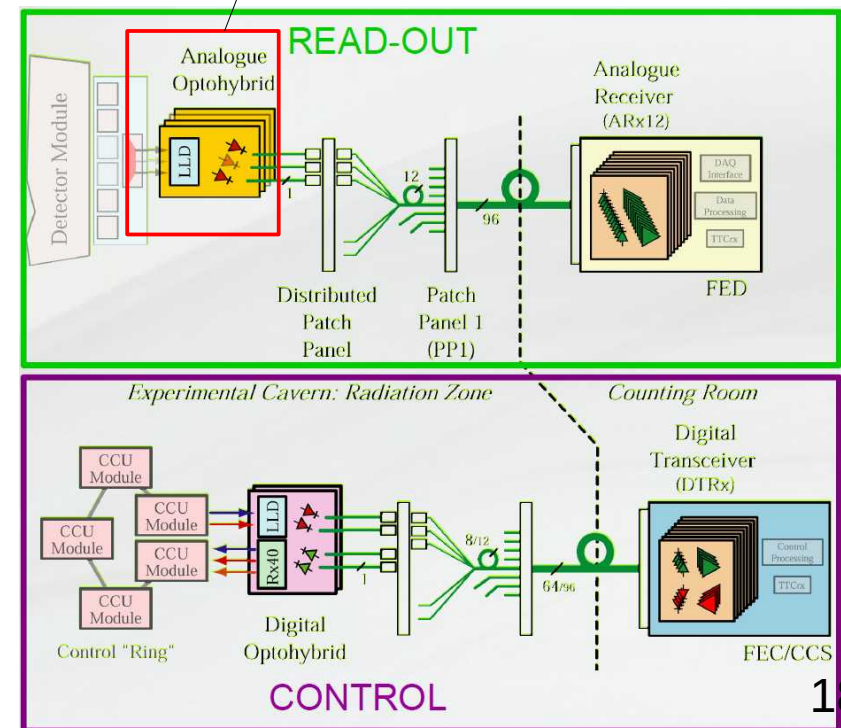 READ-OUT
Analogue
Optohybrid
Detector Module
LLD
1
12
96
Distributed
Patch
Panel
Patch
Panel 1
(PP1)
Analogue
Receiver
(ARx12)
DAQ
Interface
Data
Processing
TTCrx
FED
Experimental Cavern: Radiation Zone
Counting Room
CCU
Module
CCU
Module
CCU
Module
CCU
Module
CCU
Module
Control "Ring"
LLD
Rx40
1
Digital
Optohybrid
8/12
64/96
Digital
Transceiver
(DTRx)
Control
Processing
TTCrx
FEC/CCS
CONTROL